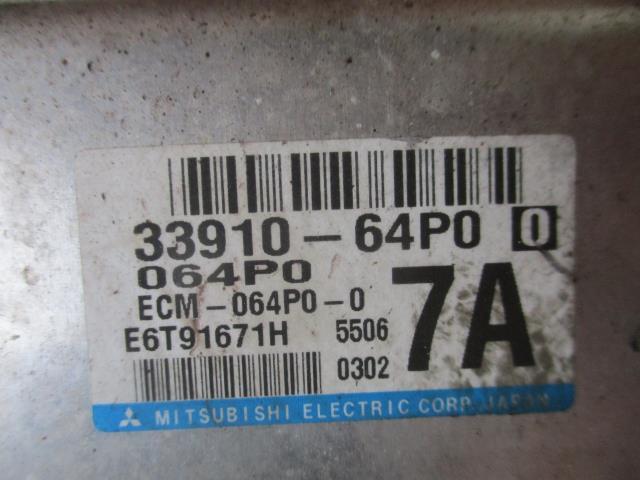 33910-64P0 0
064P0
ECM-064P0-0
7A
E6T91671H 5506
0302
MITSUBISHI ELECTRIC CORP. JAPAN